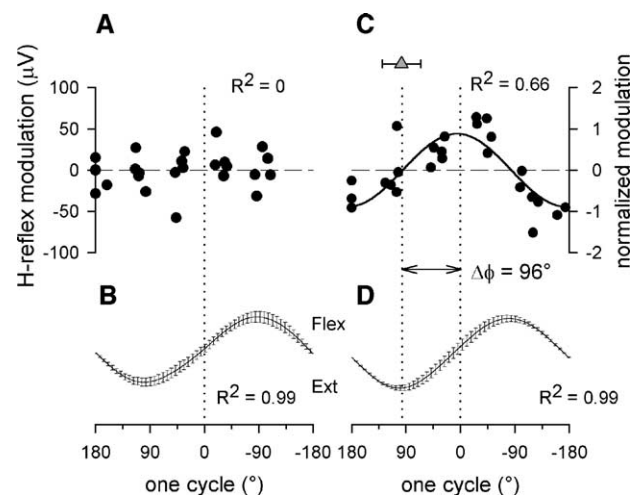 A
C
R² = 0
R² = 0.66
H-reflex modulation (μV)
100
50
0
-50
-100
2
1
0
-1
-2
normalized modulation
Δϕ = 96°
B
D
Flex
Ext
R² = 0.99
R² = 0.99
180 90 0 -90 -180
180 90 0 -90 -180
one cycle (°)
one cycle (°)